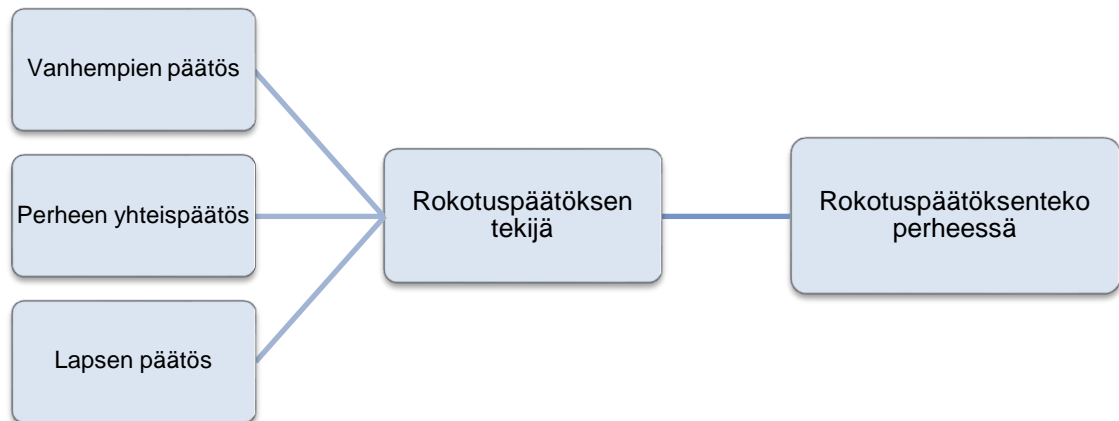 Vanhempien päätös
Perheen yhteispäätös
Lapsen päätös
Rokotuspäätöksen
tekijä
Rokotuspäätöksenteko
perheessä